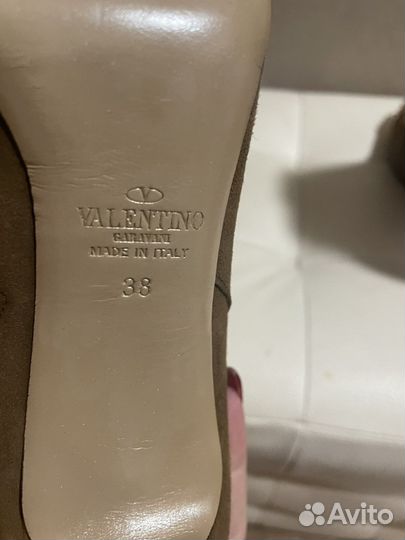 V
VALENTINO
GARAVANI
MADE IN ITALY
38
Avito